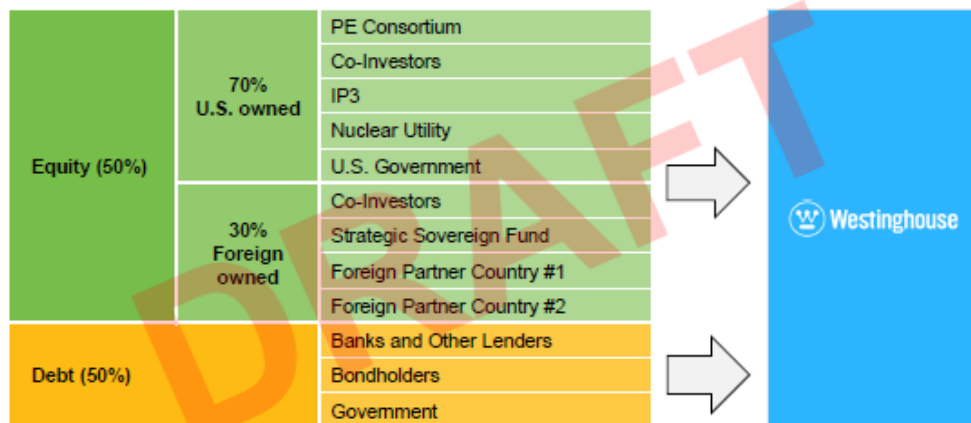 PE Consortium
Co-Investors
70%
U.S. owned
IP3
Nuclear Utility
Equity (50%)
U.S. Government
Co-Investors
30%
Foreign
owned
Strategic Sovereign Fund
Foreign Partner Country #1
Foreign Partner Country #2
Debt (50%)
Banks and Other Lenders
Bondholders
Government
Westinghouse
DRAFT